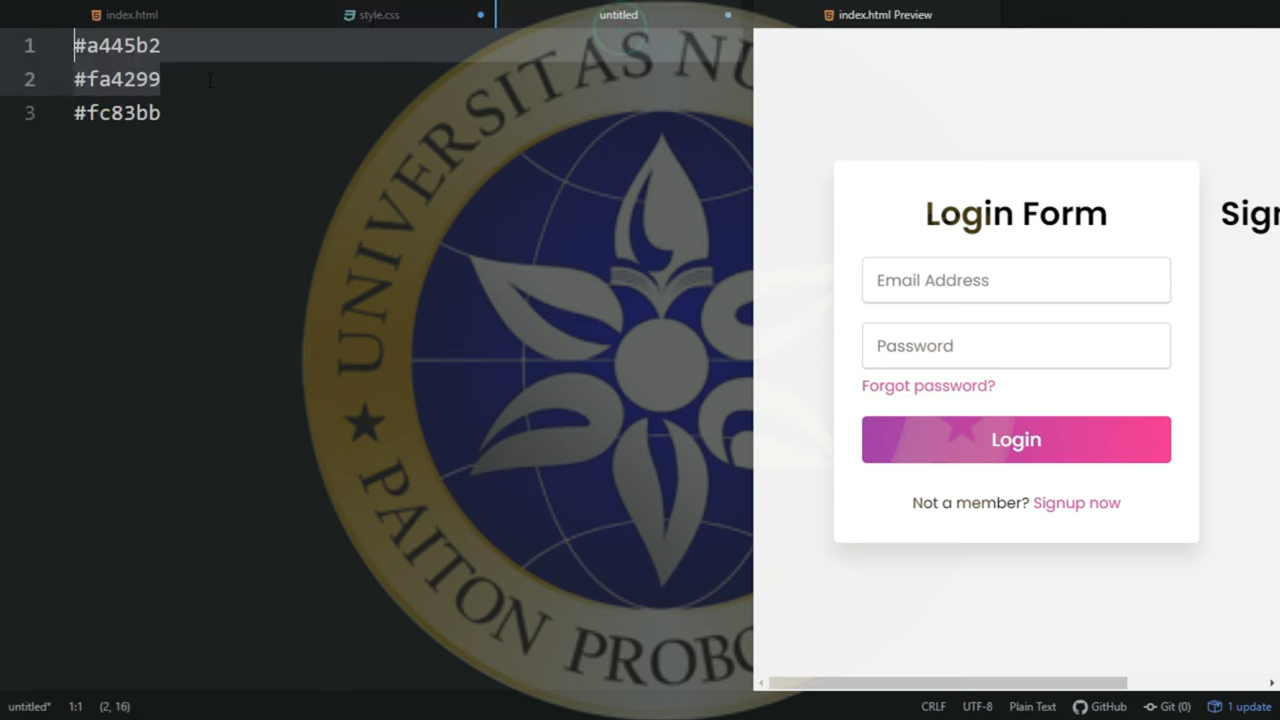 index.html
style.css
untitled
index.html Preview
1 #a445b2
2 #fa4299
3 #fc83bb
UNIVERSITAS NU
PAITON PROBO
Login Form
Sign
Email Address
Password
Forgot password?
Login
Not a member? Signup now
untitled* 1:1 (2, 16)
CRLF UTF-8 Plain Text GitHub Git (0) 1 update